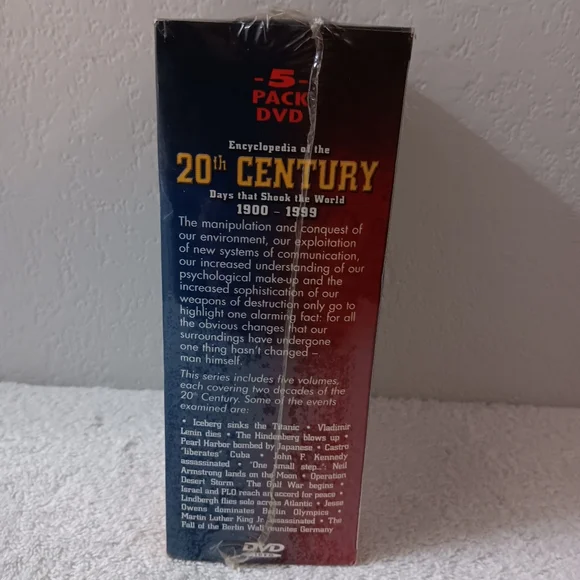 -5-
PACK
DVD
Encyclopedia of the
20th CENTURY
Days that Shook the World
1900 - 1999
The manipulation and conquest of
our environment, our exploitation
of new systems of communication,
our increased understanding of our
psychological make-up and the
increased sophistication of our
weapons of destruction only go to
highlight one alarming fact: for all
the obvious changes that our
surroundings have undergone
one thing hasn't changed –
man himself.
This series includes five volumes,
each covering two decades of the
20th Century. Some of the events
examined are:
• Iceberg sinks the Titanic • Vladimir
Lenin dies • The Hindenberg blows up •
Pearl Harbor bombed by Japanese • Castro
"liberates" Cuba • John F. Kennedy
assassinated • "One small step..." Neil
Armstrong lands on the Moon • Operation
Desert Storm - The Gulf War begins •
Israel and PLO reach an accord for peace •
Lindbergh flies solo across Atlantic • Jesse
Owens dominates Berlin Olympics •
Martin Luther King Jr. assassinated • The
Fall of the Berlin Wall reunites Germany
DVD
VIDEO